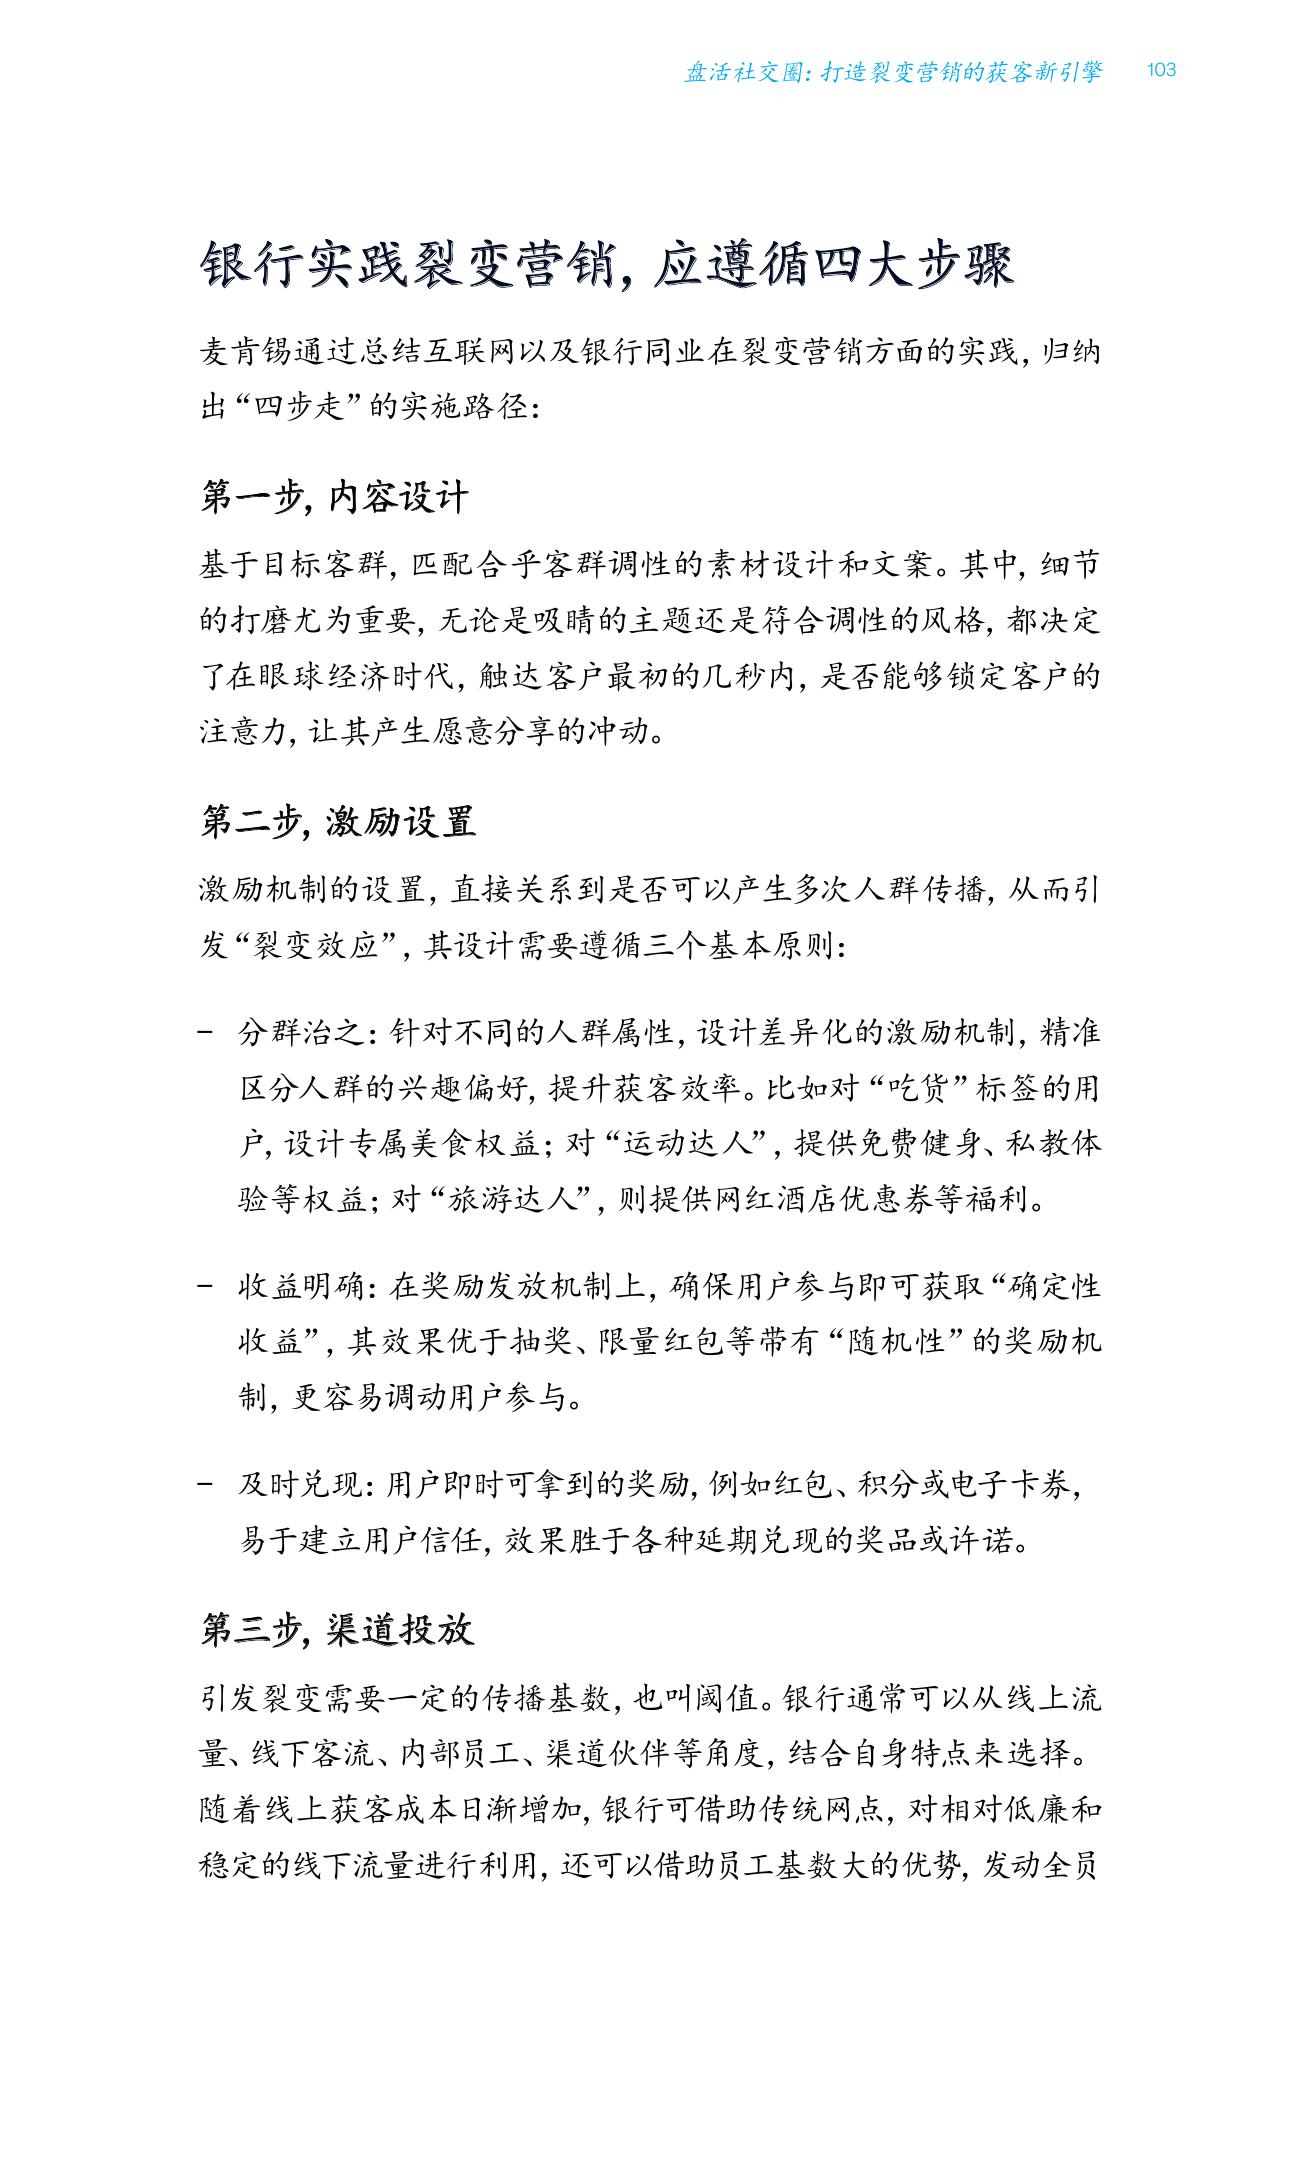 盘活社交圈：打造裂变营销的获客新引擎 103
银行实践裂变营销，应遵循四大步骤
麦肯锡通过总结互联网以及银行同业在裂变营销方面的实践，归纳
出“四步走”的实施路径：
第一步，内容设计
基于目标客群，匹配合乎客群调性的素材设计和文案。其中，细节
的打磨尤为重要，无论是吸睛的主题还是符合调性的风格，都决定
了在眼球经济时代，触达客户最初的几秒内，是否能够锁定客户的
注意力，让其产生愿意分享的冲动。
第二步，激励设置
激励机制的设置，直接关系到是否可以产生多次人群传播，从而引
发“裂变效应”，其设计需要遵循三个基本原则：
– 分群治之：针对不同的人群属性，设计差异化的激励机制，精准
区分人群的兴趣偏好，提升获客效率。比如对“吃货”标签的用
户，设计专属美食权益；对“运动达人”，提供免费健身、私教体
验等权益；对“旅游达人”，则提供网红酒店优惠券等福利。
– 收益明确：在奖励发放机制上，确保用户参与即可获取“确定性
收益”，其效果优于抽奖、限量红包等带有“随机性”的奖励机
制，更容易调动用户参与。
– 及时兑现：用户即时可拿到的奖励，例如红包、积分或电子卡券，
易于建立用户信任，效果胜于各种延期兑现的奖品或许诺。
第三步，渠道投放
引发裂变需要一定的传播基数，也叫阈值。银行通常可以从线上流
量、线下客流、内部员工、渠道伙伴等角度，结合自身特点来选择。
随着线上获客成本日渐增加，银行可借助传统网点，对相对低廉和
稳定的线下流量进行利用，还可以借助员工基数大的优势，发动全员